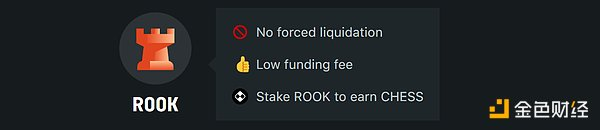 No forced liquidation
Low funding fee
Stake ROOK to earn CHESS
ROOK
金色财经